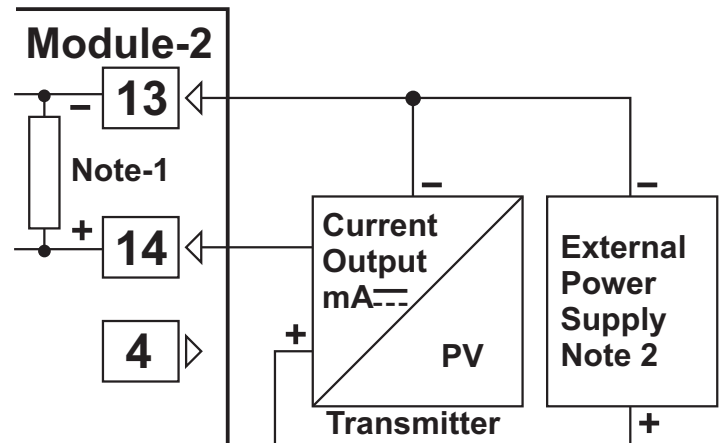 Module-2
– 13
Note-1
+ 14
4
–
Current
Output
mA
+
PV
Transmitter
–
External
Power
Supply
Note 2
+